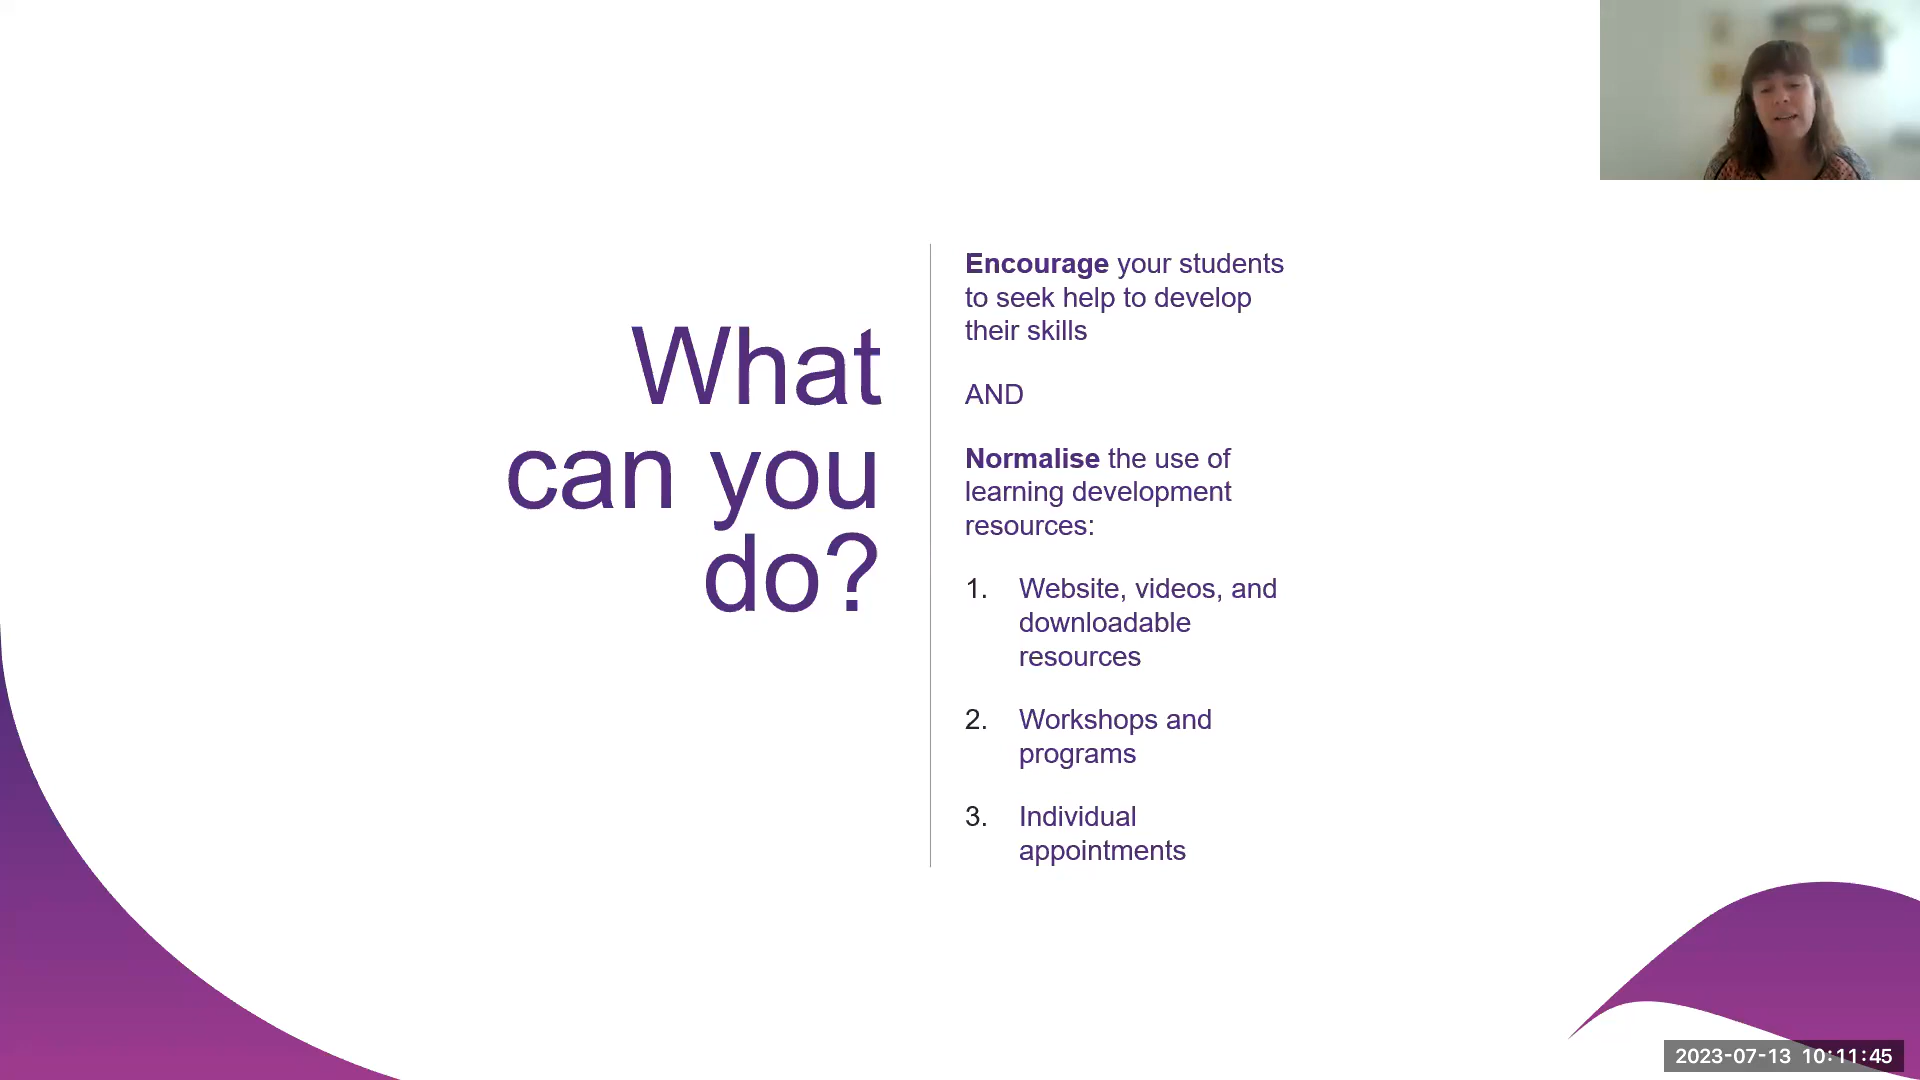 What
can you
do?
Encourage your students
to seek help to develop
their skills
AND
Normalise the use of
learning development
resources:
1. Website, videos, and
downloadable
resources
2. Workshops and
programs
3. Individual
appointments
2023-07-13 10:11:45